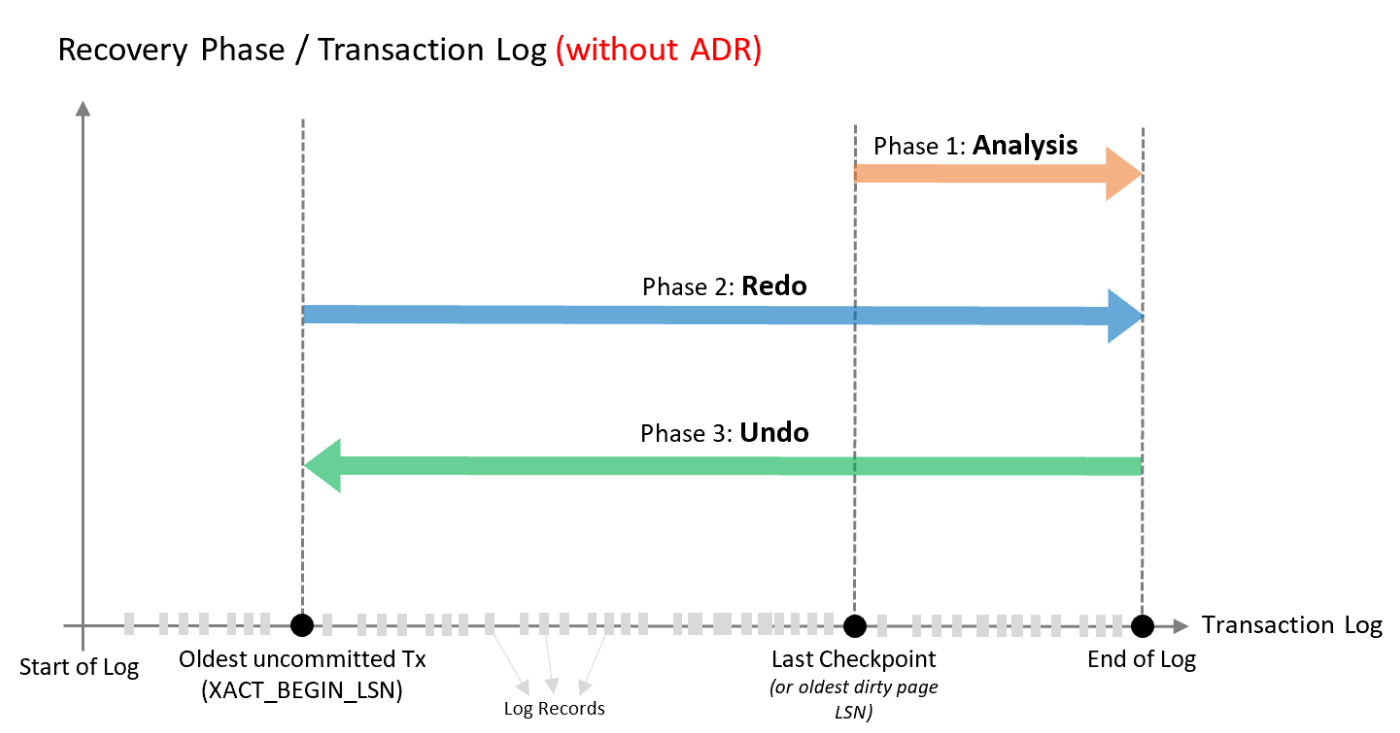 Recovery Phase / Transaction Log (without ADR)
Phase 1: Analysis
Phase 2: Redo
Phase 3: Undo
Transaction Log
Start of Log
Oldest uncommitted Tx
(XACT_BEGIN_LSN)
Last Checkpoint
(or oldest dirty page
LSN)
End of Log
Log Records